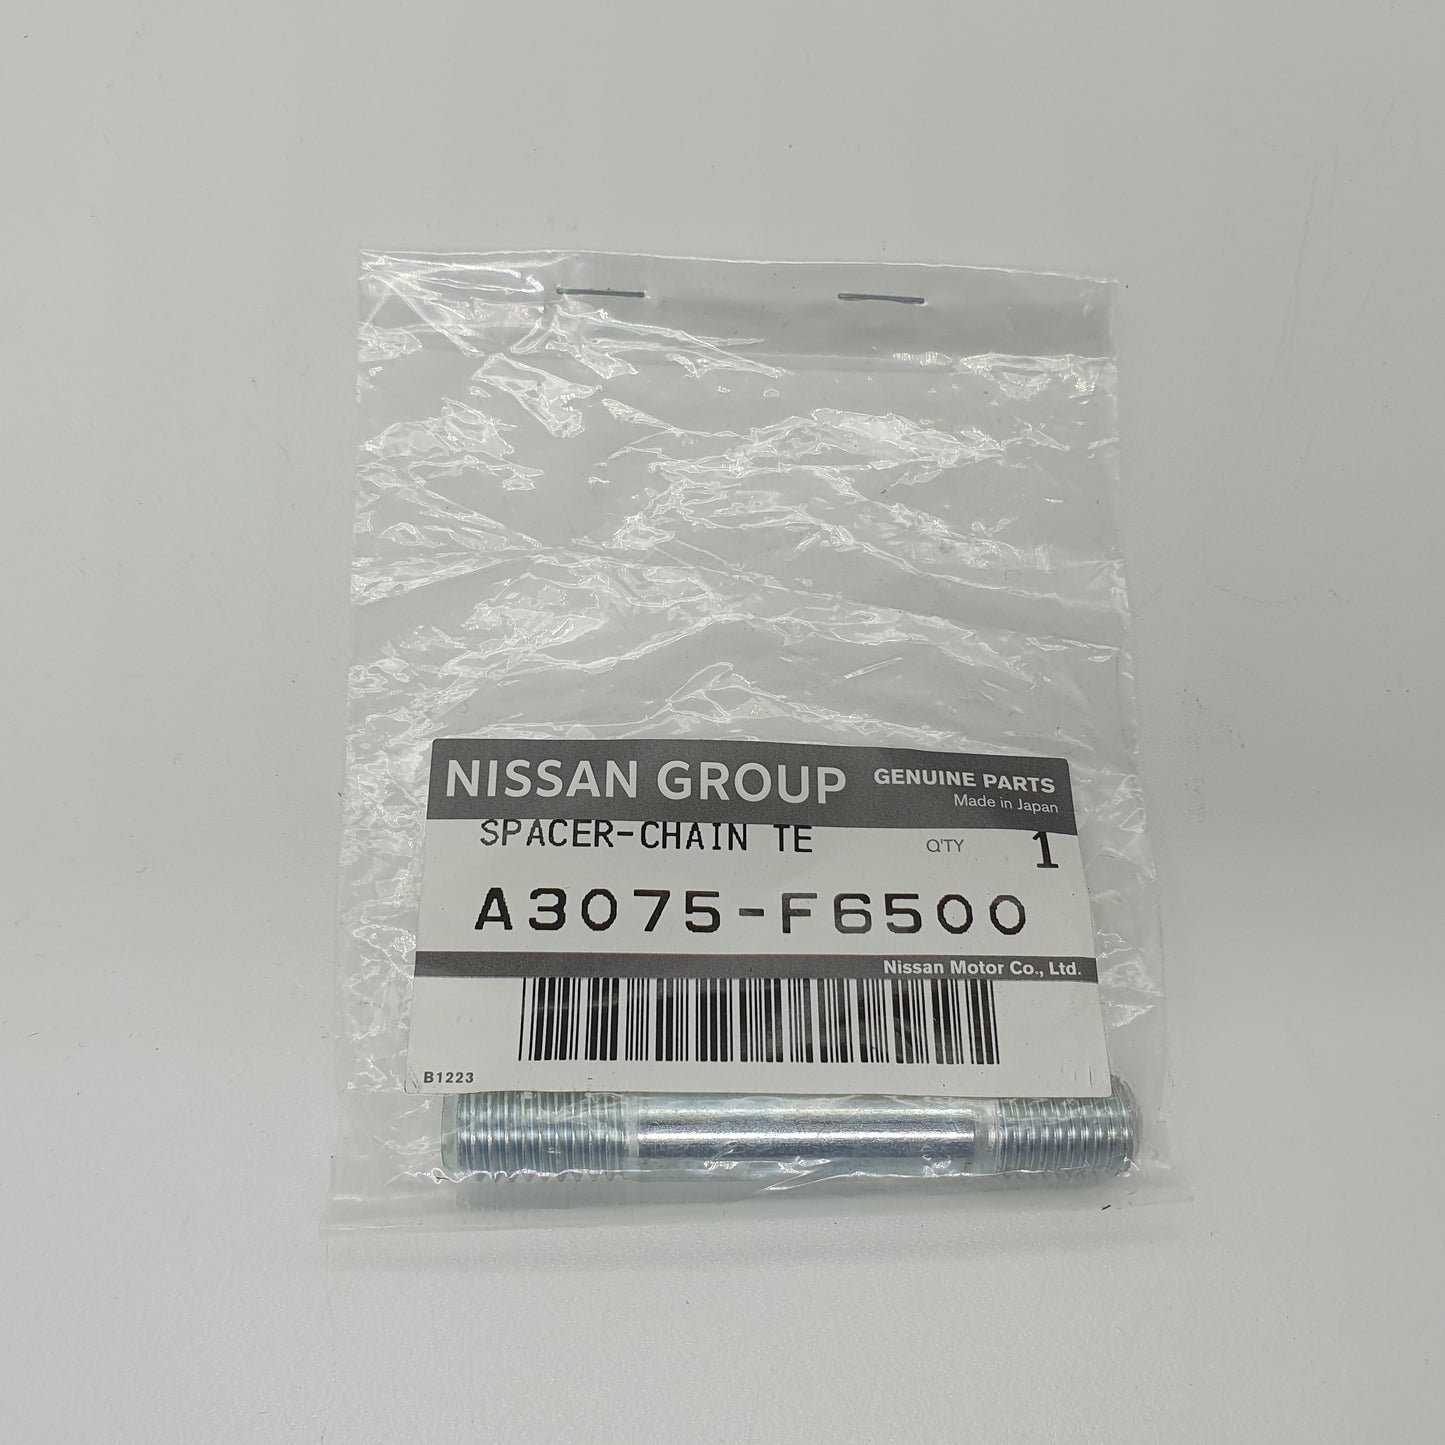 NISSAN GROUP GENUINE PARTS
Made in Japan
SPACER-CHAIN TE Q'TY 1
A3075-F6500
Nissan Motor Co., Ltd.
B1223